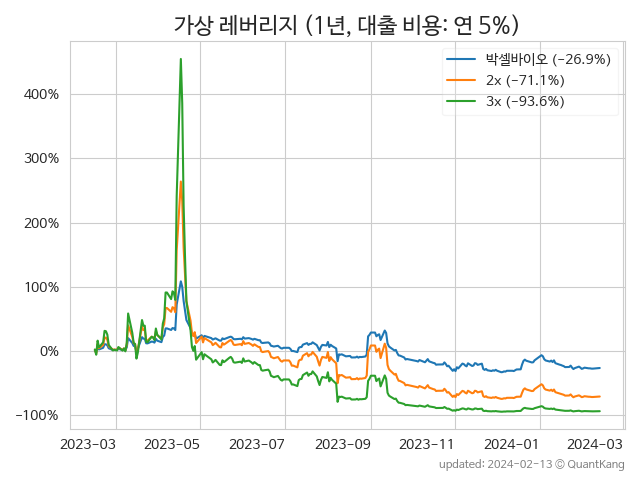 가상 레버리지 (1년, 대출 비용: 연 5%)
박셀바이오 (-26.9%)
2x (-71.1%)
3x (-93.6%)
400%
300%
200%
100%
0%
-100%
2023-03 2023-05 2023-07 2023-09 2023-11 2024-01 2024-03
updated: 2024-02-13 © QuantKang